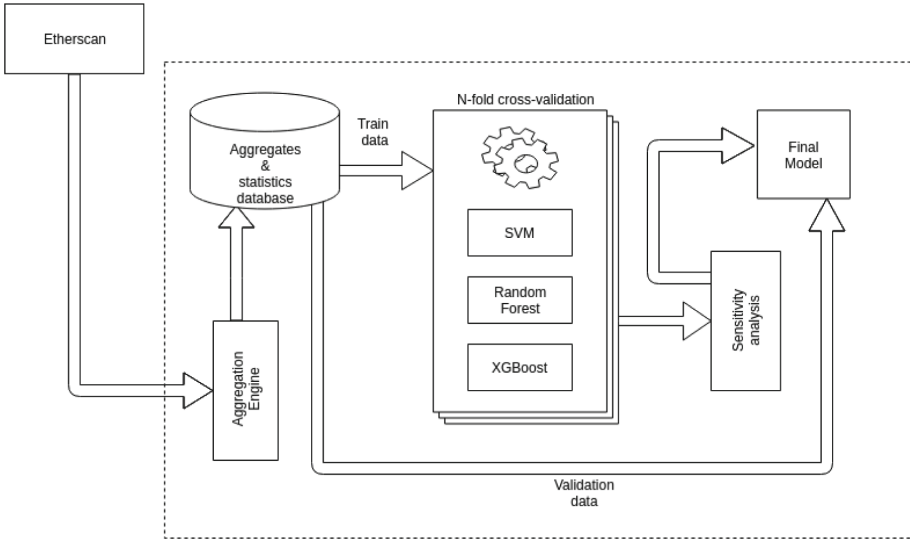 Etherscan
N-fold cross-validation
Train
data
Aggregates
&
statistics
database
SVM
Random
Forest
XGBoost
Final
Model
Sensitivity
analysis
Aggregation
Engine
Validation
data